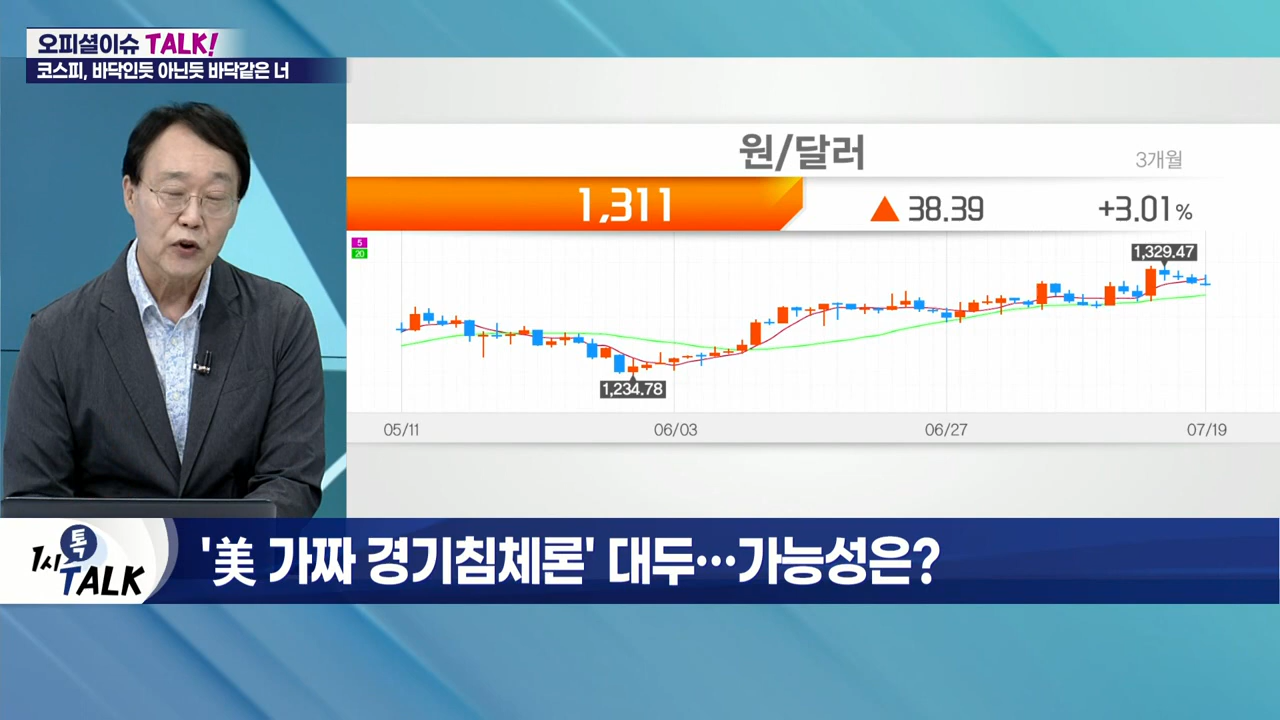 오피셜이슈 TALK!
코스피, 바닥인듯 아닌듯 바닥같은 너
원/달러
3개월
1,311 ▲ 38.39 +3.01%
5
20
1,329.47
1,234.78
05/11 06/03 06/27 07/19
1시톡 TALK
'美 가짜 경기침체론' 대두…가능성은?